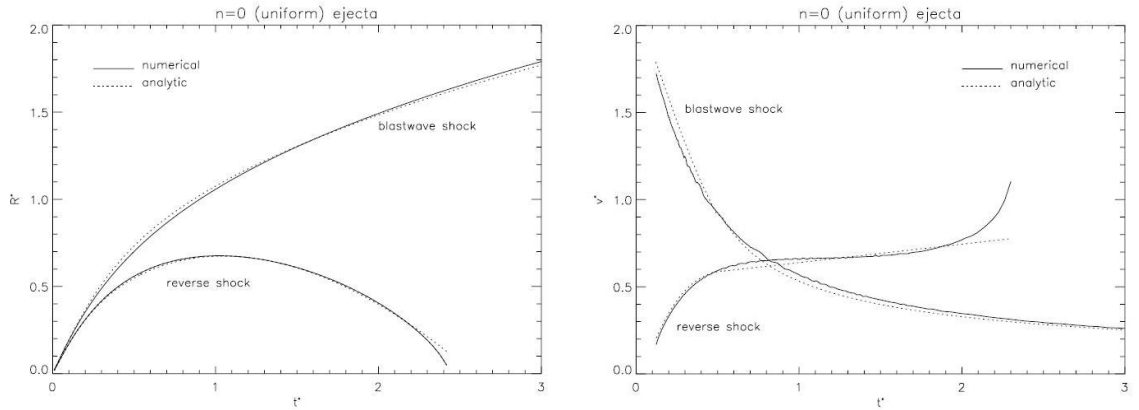 n=0 (uniform) ejecta
2.0
1.5
1.0
0.5
0.0
R*
numerical
analytic
blastwave shock
reverse shock
0
1
2
3
t*
n=0 (uniform) ejecta
2.0
1.5
1.0
0.5
0.0
v*
numerical
analytic
blastwave shock
reverse shock
0
1
2
3
t*